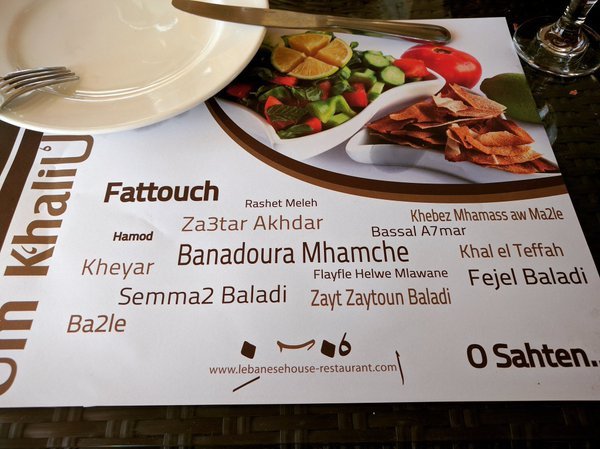 Om Khalil
Fattouch
Rashet Meleh
Za3tar Akhdar
Khebez Mhamass aw Ma2le
Hamod
Bassal A7mar
Banadoura Mhamche
Khal el Teffah
Kheyar
Flayfle Helwe Mlawane
Fejel Baladi
Semma2 Baladi
Zayt Zaytoun Baladi
Ba2le
O Sahten..
www.lebanesehouse-restaurant.com